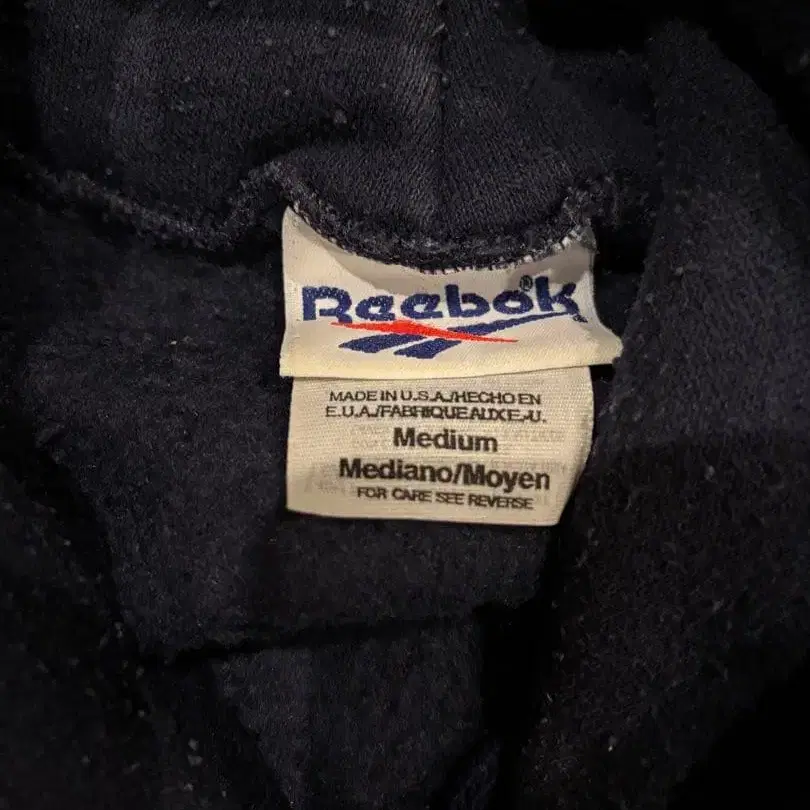 Reebok®
MADE IN U.S.A./HECHO EN
E.U.A./FABRIQUE AUX E.-U.
Medium
Mediano/Moyen
FOR CARE SEE REVERSE